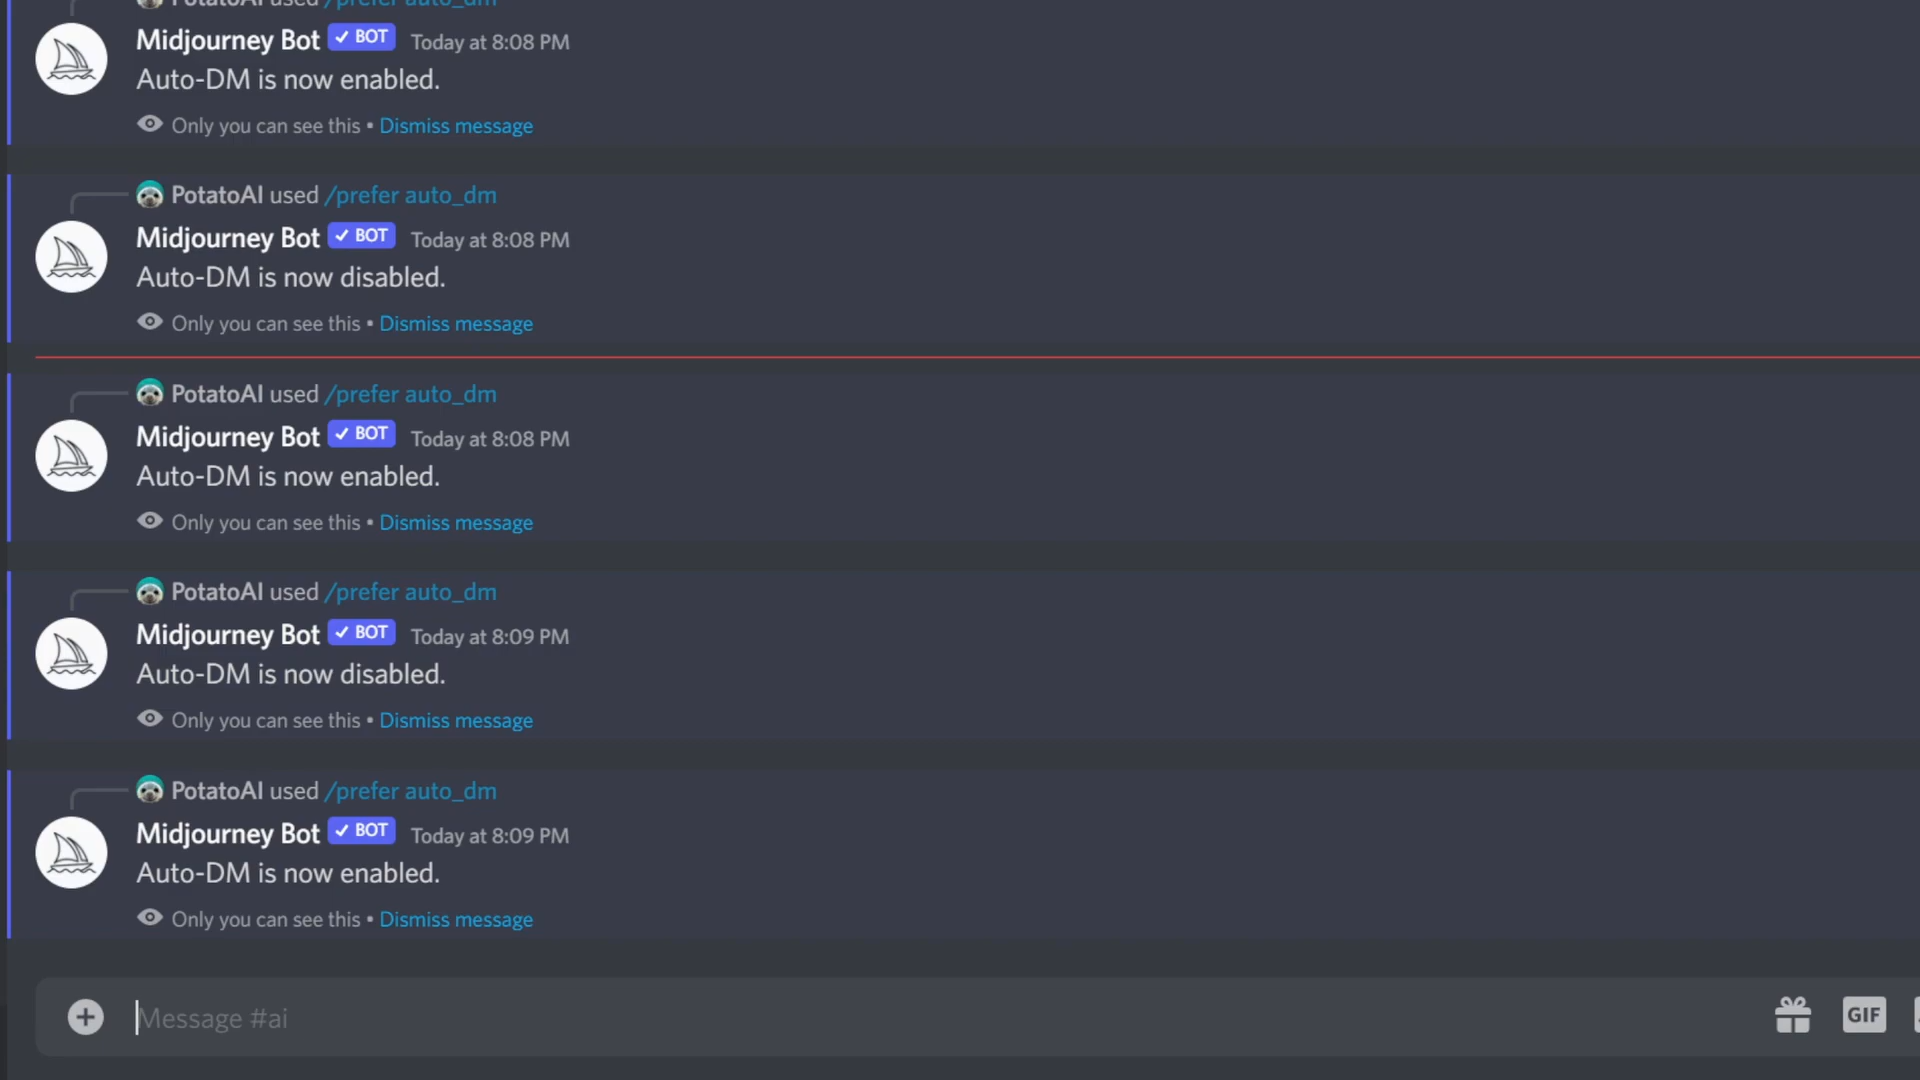 PotatoAI used /prefer auto_dm
Midjourney Bot ✓ BOT Today at 8:08 PM
Auto-DM is now enabled.
Only you can see this • Dismiss message
PotatoAI used /prefer auto_dm
Midjourney Bot ✓ BOT Today at 8:08 PM
Auto-DM is now disabled.
Only you can see this • Dismiss message
PotatoAI used /prefer auto_dm
Midjourney Bot ✓ BOT Today at 8:08 PM
Auto-DM is now enabled.
Only you can see this • Dismiss message
PotatoAI used /prefer auto_dm
Midjourney Bot ✓ BOT Today at 8:09 PM
Auto-DM is now disabled.
Only you can see this • Dismiss message
PotatoAI used /prefer auto_dm
Midjourney Bot ✓ BOT Today at 8:09 PM
Auto-DM is now enabled.
Only you can see this • Dismiss message
Message #ai
GIF